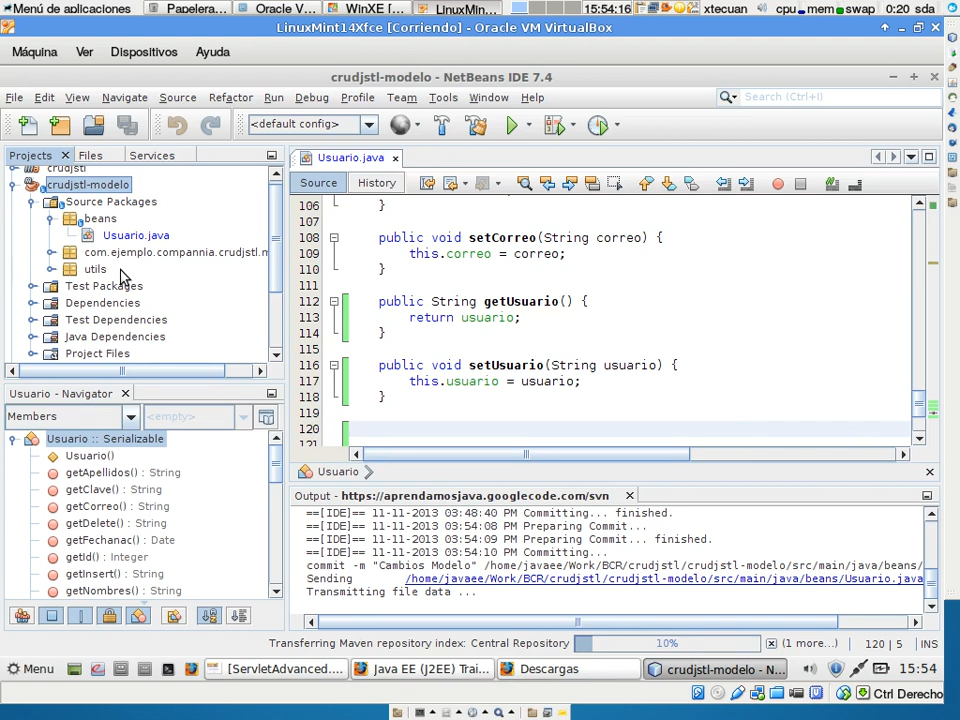 Menú de aplicaciones Papelera... Oracle V... WinXE [... LinuxMin... 15:54:16 xtecuan cpu mem swap 0:20 sda
LinuxMint14Xfce [Corriendo] - Oracle VM VirtualBox
Máquina Ver Dispositivos Ayuda
crudjstl-modelo - NetBeans IDE 7.4
File Edit View Navigate Source Refactor Run Debug Profile Team Tools Window Help Search (Ctrl+I)
<default config>
Projects Files Services
Usuario.java
crudjstl
crudjstl-modelo
Source Packages
beans
Usuario.java
com.ejemplo.compannia.crudjstl.m
utils
Test Packages
Dependencies
Test Dependencies
Java Dependencies
Project Files
Source History
106 }
107
108 public void setCorreo(String correo) {
109 this.correo = correo;
110 }
111
112 public String getUsuario() {
113 return usuario;
114 }
115
116 public void setUsuario(String usuario) {
117 this.usuario = usuario;
118 }
119
120
121
Usuario
Usuario - Navigator
Members <empty>
Usuario :: Serializable
Usuario()
getApellidos() : String
getClave() : String
getCorreo() : String
getDelete() : String
getFechanac() : Date
getId() : Integer
getInsert() : String
getNombres() : String
Output - https://aprendamosjava.googlecode.com/svn
==[IDE]== 11-11-2013 03:48:40 PM Committing... finished.
==[IDE]== 11-11-2013 03:54:08 PM Preparing Commit...
==[IDE]== 11-11-2013 03:54:09 PM Preparing Commit... finished.
==[IDE]== 11-11-2013 03:54:10 PM Committing...
commit -m "Cambios Modelo" /home/javaee/Work/BCR/crudjstl/crudjstl-modelo/src/main/java/beans/
Sending /home/javaee/Work/BCR/crudjstl/crudjstl-modelo/src/main/java/beans/Usuario.java
Transmitting file data ...
Transferring Maven repository index: Central Repository 10% (1 more...) 120 | 5 INS
Menu [ServletAdvanced.... Java EE (J2EE) Trai... Descargas crudjstl-modelo - N... 15:54
Ctrl Derecho